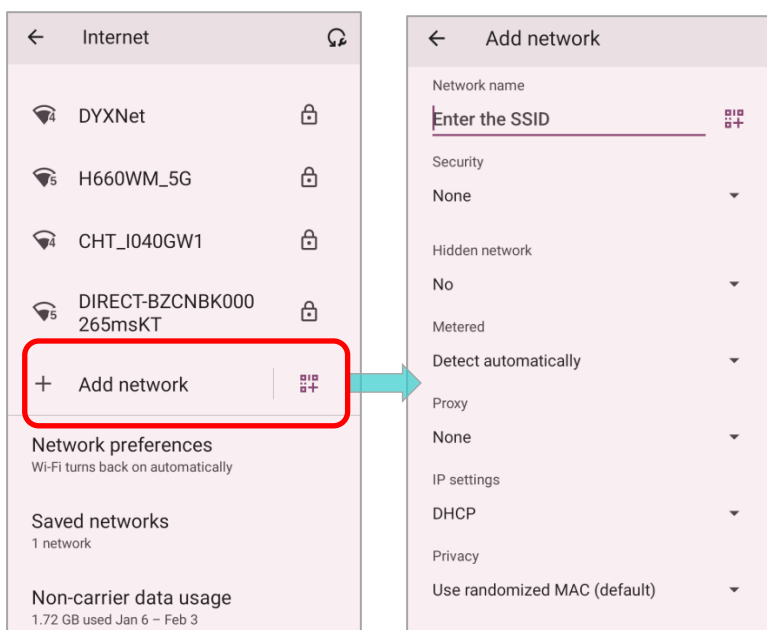 Internet
DYXNet
H660WM_5G
CHT_I040GW1
DIRECT-BZCNBK000
265msKT
Add network
Network preferences
Wi-Fi turns back on automatically
Saved networks
1 network
Non-carrier data usage
1.72 GB used Jan 6 – Feb 3
Add network
Network name
Enter the SSID
Security
None
Hidden network
No
Metered
Detect automatically
Proxy
None
IP settings
DHCP
Privacy
Use randomized MAC (default)